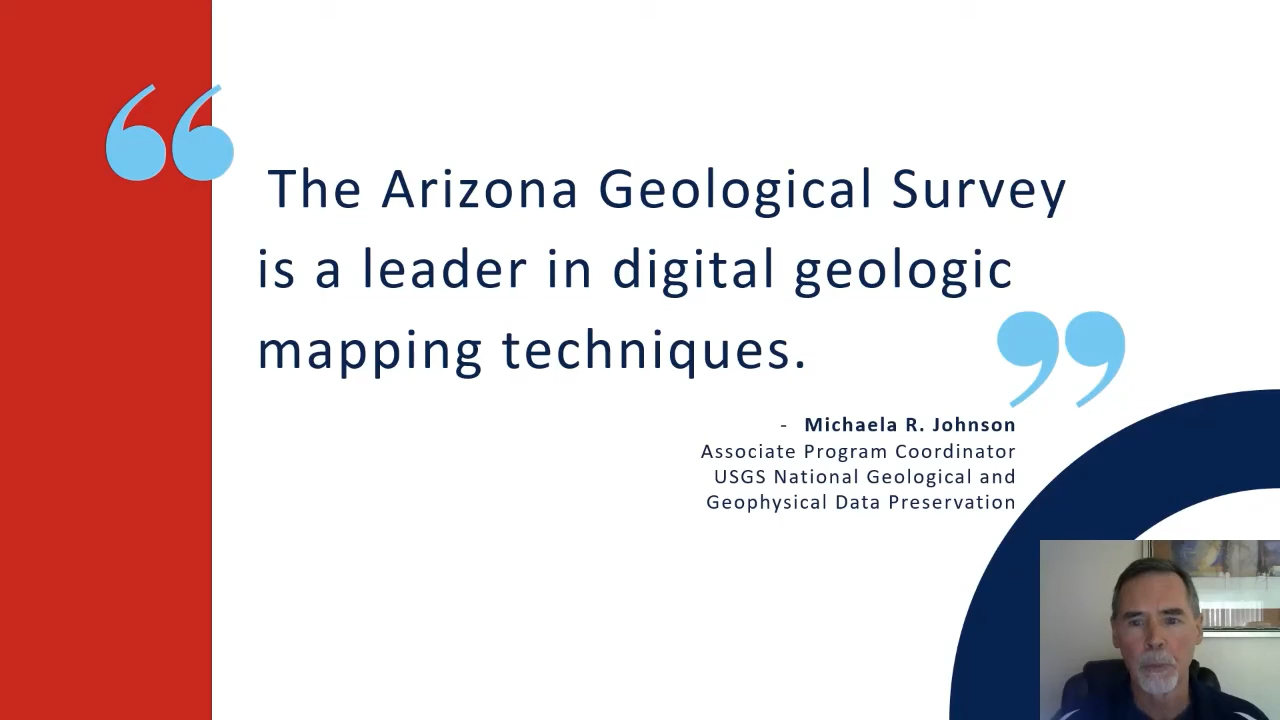 “ The Arizona Geological Survey
is a leader in digital geologic
mapping techniques. ”
- Michaela R. Johnson
Associate Program Coordinator
USGS National Geological and
Geophysical Data Preservation